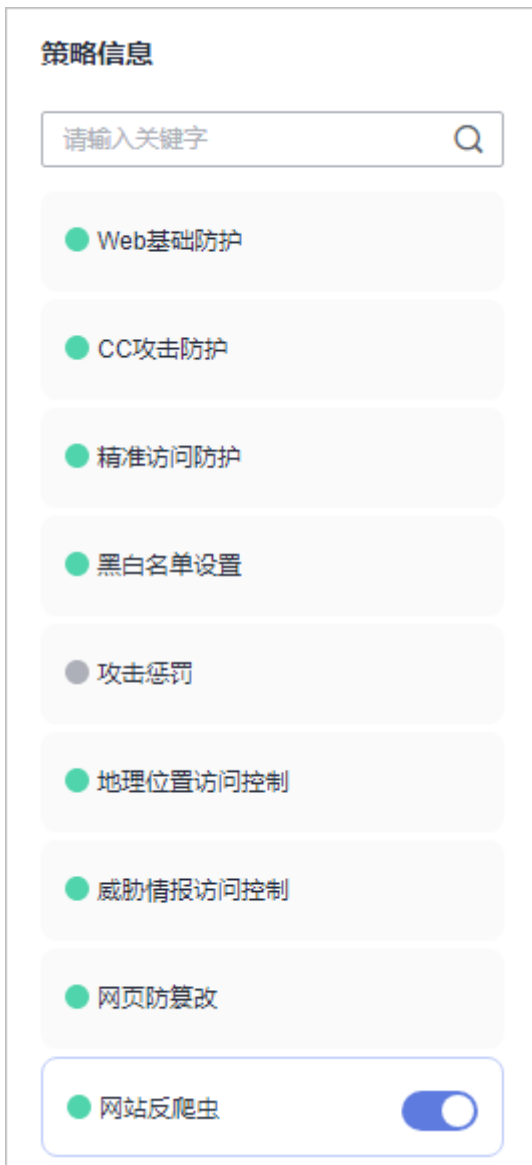 策略信息
请输入关键字
Web基础防护
CC攻击防护
精准访问防护
黑白名单设置
攻击惩罚
地理位置访问控制
威胁情报访问控制
网页防篡改
网站反爬虫